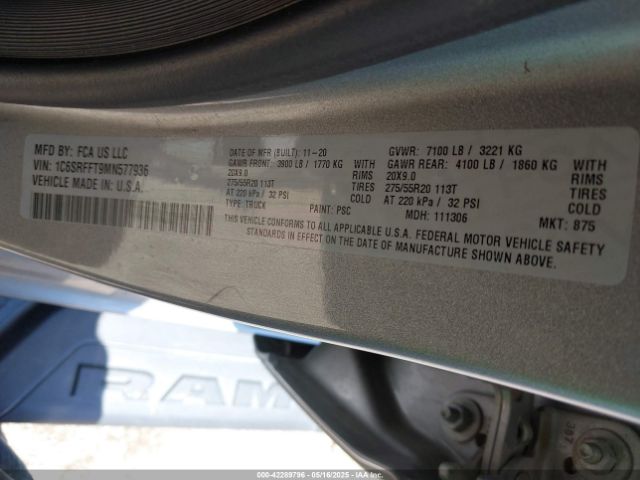 MFD BY: FCA US LLC
VIN: 1C6SRFFT9MN577936
VEHICLE MADE IN U.S.A.
DATE OF MFR (BUILT): 11-20
GAWR FRONT: 3900 LB / 1770 KG
20X9.0 RIMS
275/55R20 113T TIRES
AT 220 kPa / 32 PSI COLD
TYPE: TRUCK
PAINT: PSC
GVWR: 7100 LB / 3221 KG
GAWR REAR: 4100 LB / 1860 KG WITH
20X9.0 RIMS
275/55R20 113T TIRES
AT 220 kPa / 32 PSI COLD
MDH: 111306
MKT: 875
THIS VEHICLE CONFORMS TO ALL APPLICABLE U.S.A. FEDERAL MOTOR VEHICLE SAFETY
STANDARDS IN EFFECT ON THE DATE OF MANUFACTURE SHOWN ABOVE.
RAM
307
000-42289796 - 05/16/2025 - IAA Inc.